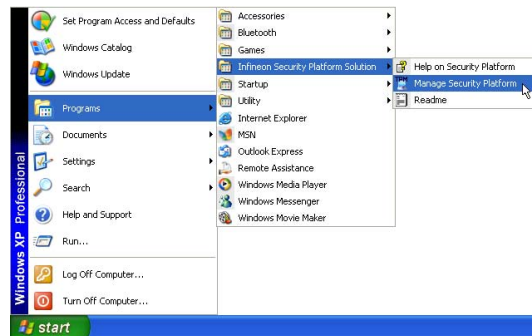 Set Program Access and Defaults
Windows Catalog
Windows Update
Programs
Documents
Settings
Search
Help and Support
Run...
Log Off Computer...
Turn Off Computer...
Windows XP Professional
start
Accessories
Bluetooth
Games
Infineon Security Platform Solution
Startup
Utility
Internet Explorer
MSN
Outlook Express
Remote Assistance
Windows Media Player
Windows Messenger
Windows Movie Maker
Help on Security Platform
TPM
Manage Security Platform
Readme